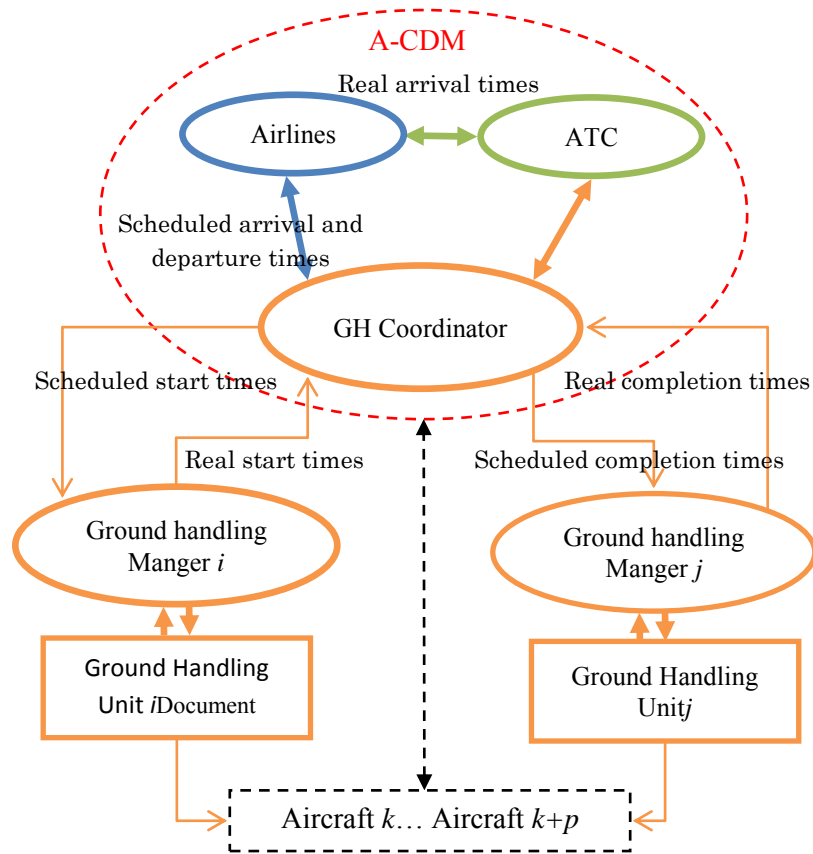 A-CDM
Real arrival times
Airlines
ATC
Scheduled arrival and
departure times
GH Coordinator
Scheduled start times
Real completion times
Real start times
Scheduled completion times
Ground handling
Manger i
Ground handling
Manger j
Ground Handling
Unit iDocument
Ground Handling
Unitj
Aircraft k... Aircraft k+p